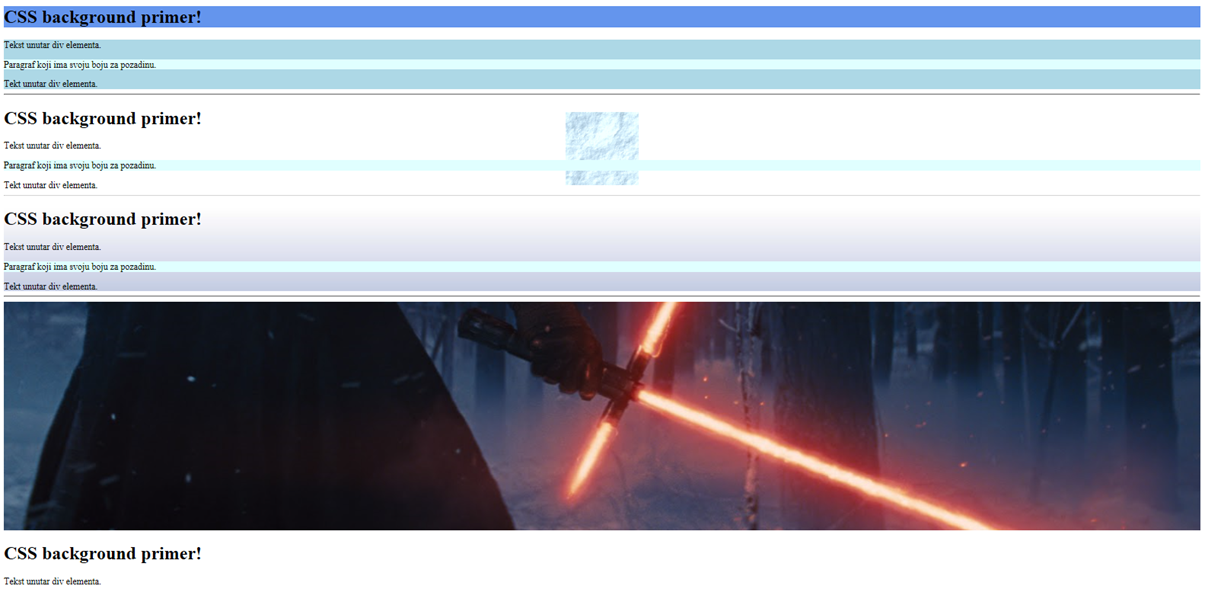 CSS background primer!
Tekst unutar div elementa.
Paragraf koji ima svoju boju za pozadinu.
Tekt unutar div elementa.
CSS background primer!
Tekst unutar div elementa.
Paragraf koji ima svoju boju za pozadinu.
Tekt unutar div elementa.
CSS background primer!
Tekst unutar div elementa.
Paragraf koji ima svoju boju za pozadinu.
Tekt unutar div elementa.
CSS background primer!
Tekst unutar div elementa.